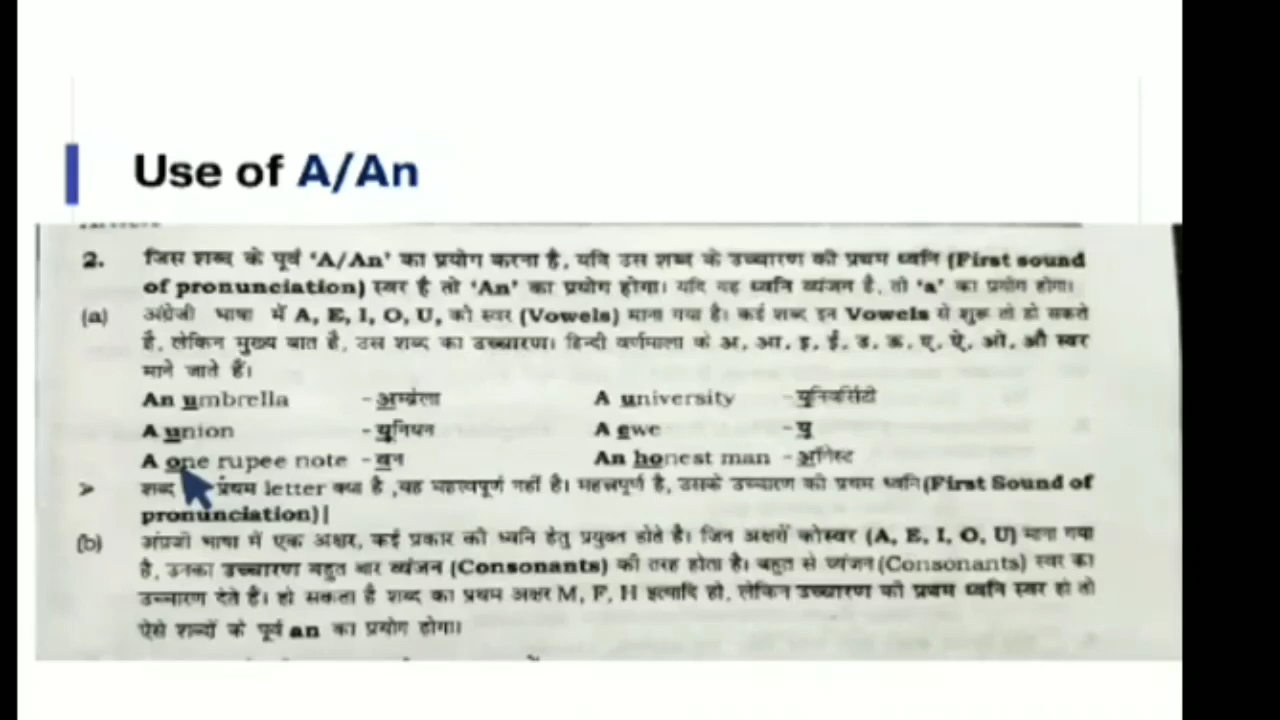 Use of A/An
2. जिस शब्द के पूर्व ‘A/An’ का प्रयोग करना है, यदि उस शब्द के उच्चारण की प्रथम ध्वनि (First sound
of pronunciation) स्वर है तो ‘An’ का प्रयोग होगा। यदि वह ध्वनि व्यंजन है, तो ‘a’ का प्रयोग होगा।
(a) अंग्रेजी भाषा में A, E, I, O, U, को स्वर (Vowels) माना गया है। कई शब्द इन Vowels से शुरू तो हो सकते
है, लेकिन मुख्य बात है, उस शब्द का उच्चारण। हिन्दी वर्णमाला के अ, आ, इ, ई, उ, ऊ, ए, ऐ, ओ, औ स्वर
माने जाते हैं।
An umbrella - अम्ब्रेला A university - यूनिवर्सिटी
A union - यूनियन A ewe - यू
A one rupee note - वन An honest man - ऑनेस्ट
➤ शब्द प्रथम letter क्या है, यह महत्त्वपूर्ण नहीं है। महत्त्वपूर्ण है, उसके उच्चारण की प्रथम ध्वनि (First Sound of
pronunciation)|
(b) अंग्रेजी भाषा में एक अक्षर, कई प्रकार की ध्वनि हेतु प्रयुक्त होते है। जिन अक्षरों कोस्वर (A, E, I, O, U) माना गया
है, उनका उच्चारण बहुत बार व्यंजन (Consonants) की तरह होता है। बहुत से व्यंजन (Consonants) स्वर का
उच्चारण देते है। हो सकता है शब्द का प्रथम अक्षर M, F, H इत्यादि हो, लेकिन उच्चारण की प्रथम ध्वनि स्वर हो तो
ऐसे शब्दों के पूर्व an का प्रयोग होगा।